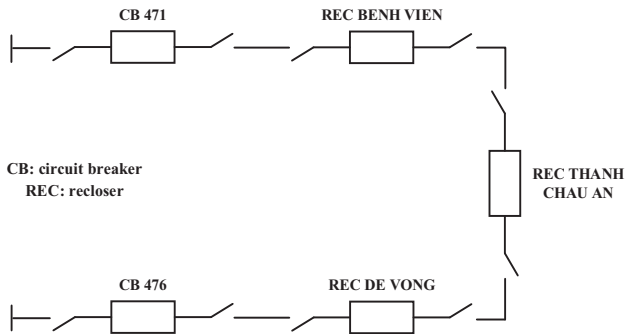 CB 471
REC BENH VIEN
CB: circuit breaker
REC: recloser
REC THANH
CHAU AN
CB 476
REC DE VONG